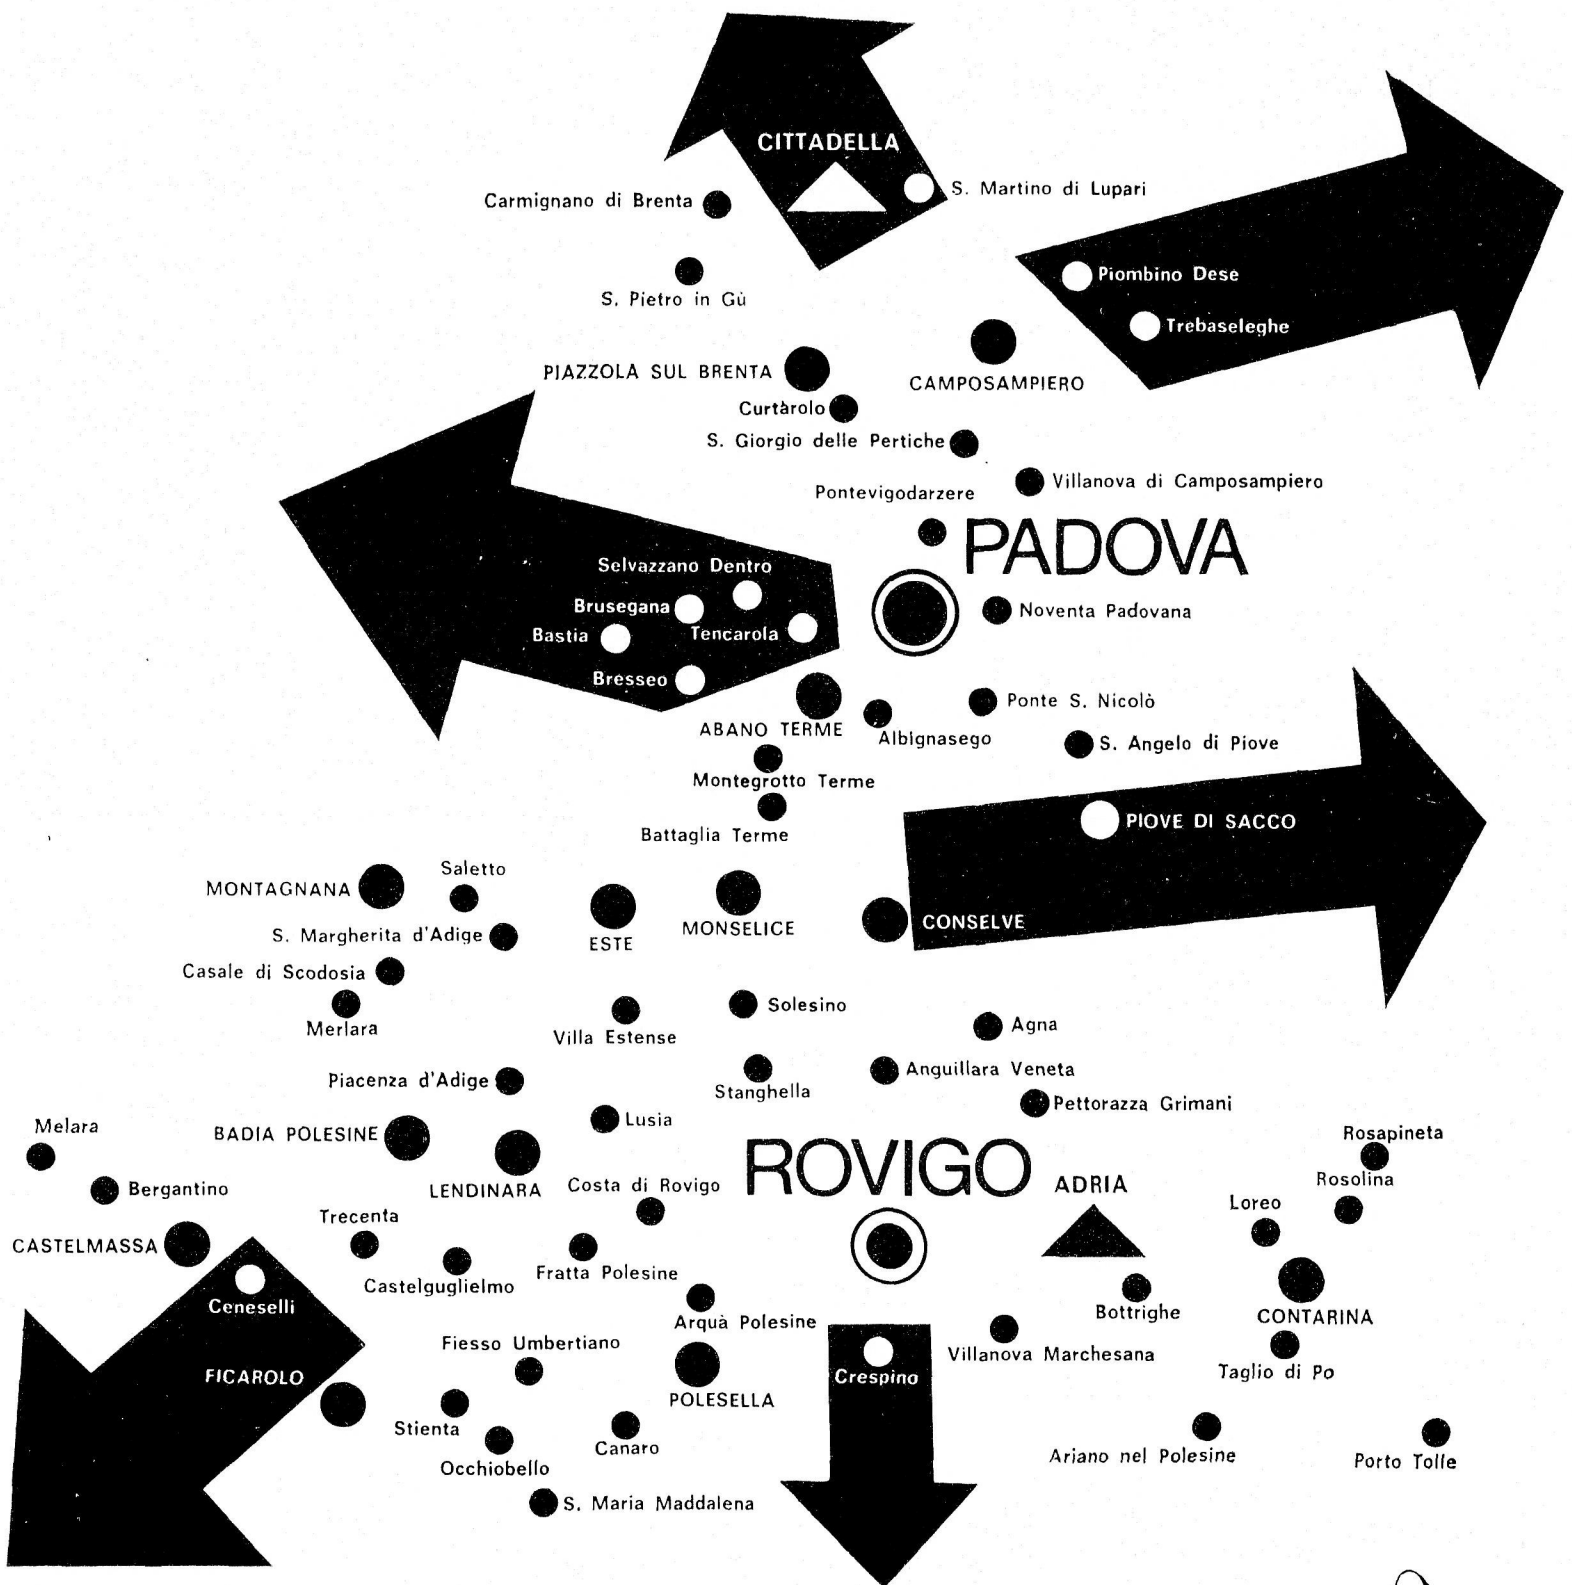 CITTADELLA
S. Martino di Lupari
Carmignano di Brenta
Piombino Dese
S. Pietro in Gù
Trebaseleghe
PIAZZOLA SUL BRENTA
CAMPOSAMPIERO
Curtàrolo
S. Giorgio delle Pertiche
Villanova di Camposampiero
Pontevigodarzere
PADOVA
Selvazzano Dentro
Brusegana
Noventa Padovana
Bastia
Tencarola
Bresseo
Ponte S. Nicolò
ABANO TERME
Albignasego
S. Angelo di Piove
Montegrotto Terme
PIOVE DI SACCO
Battaglia Terme
Saletto
MONTAGNANA
CONSELVE
MONSELICE
S. Margherita d'Adige
ESTE
Casale di Scodosia
Solesino
Merlara
Agna
Villa Estense
Anguillara Veneta
Piacenza d'Adige
Stanghella
Pettorazza Grimani
Lusia
Melara
BADIA POLESINE
Rosapineta
ROVIGO
Rosolina
ADRIA
Costa di Rovigo
Bergantino
LENDINARA
Loreo
Trecenta
CASTELMASSA
Fratta Polesine
Castelguglielmo
Ceneselli
Bottrighe
CONTARINA
Arquà Polesine
Fiesso Umbertiano
Villanova Marchesana
Taglio di Po
FICAROLO
Crespino
POLESELLA
Stienta
Canaro
Ariano nel Polesine
Porto Tolle
Occhiobello
S. Maria Maddalena